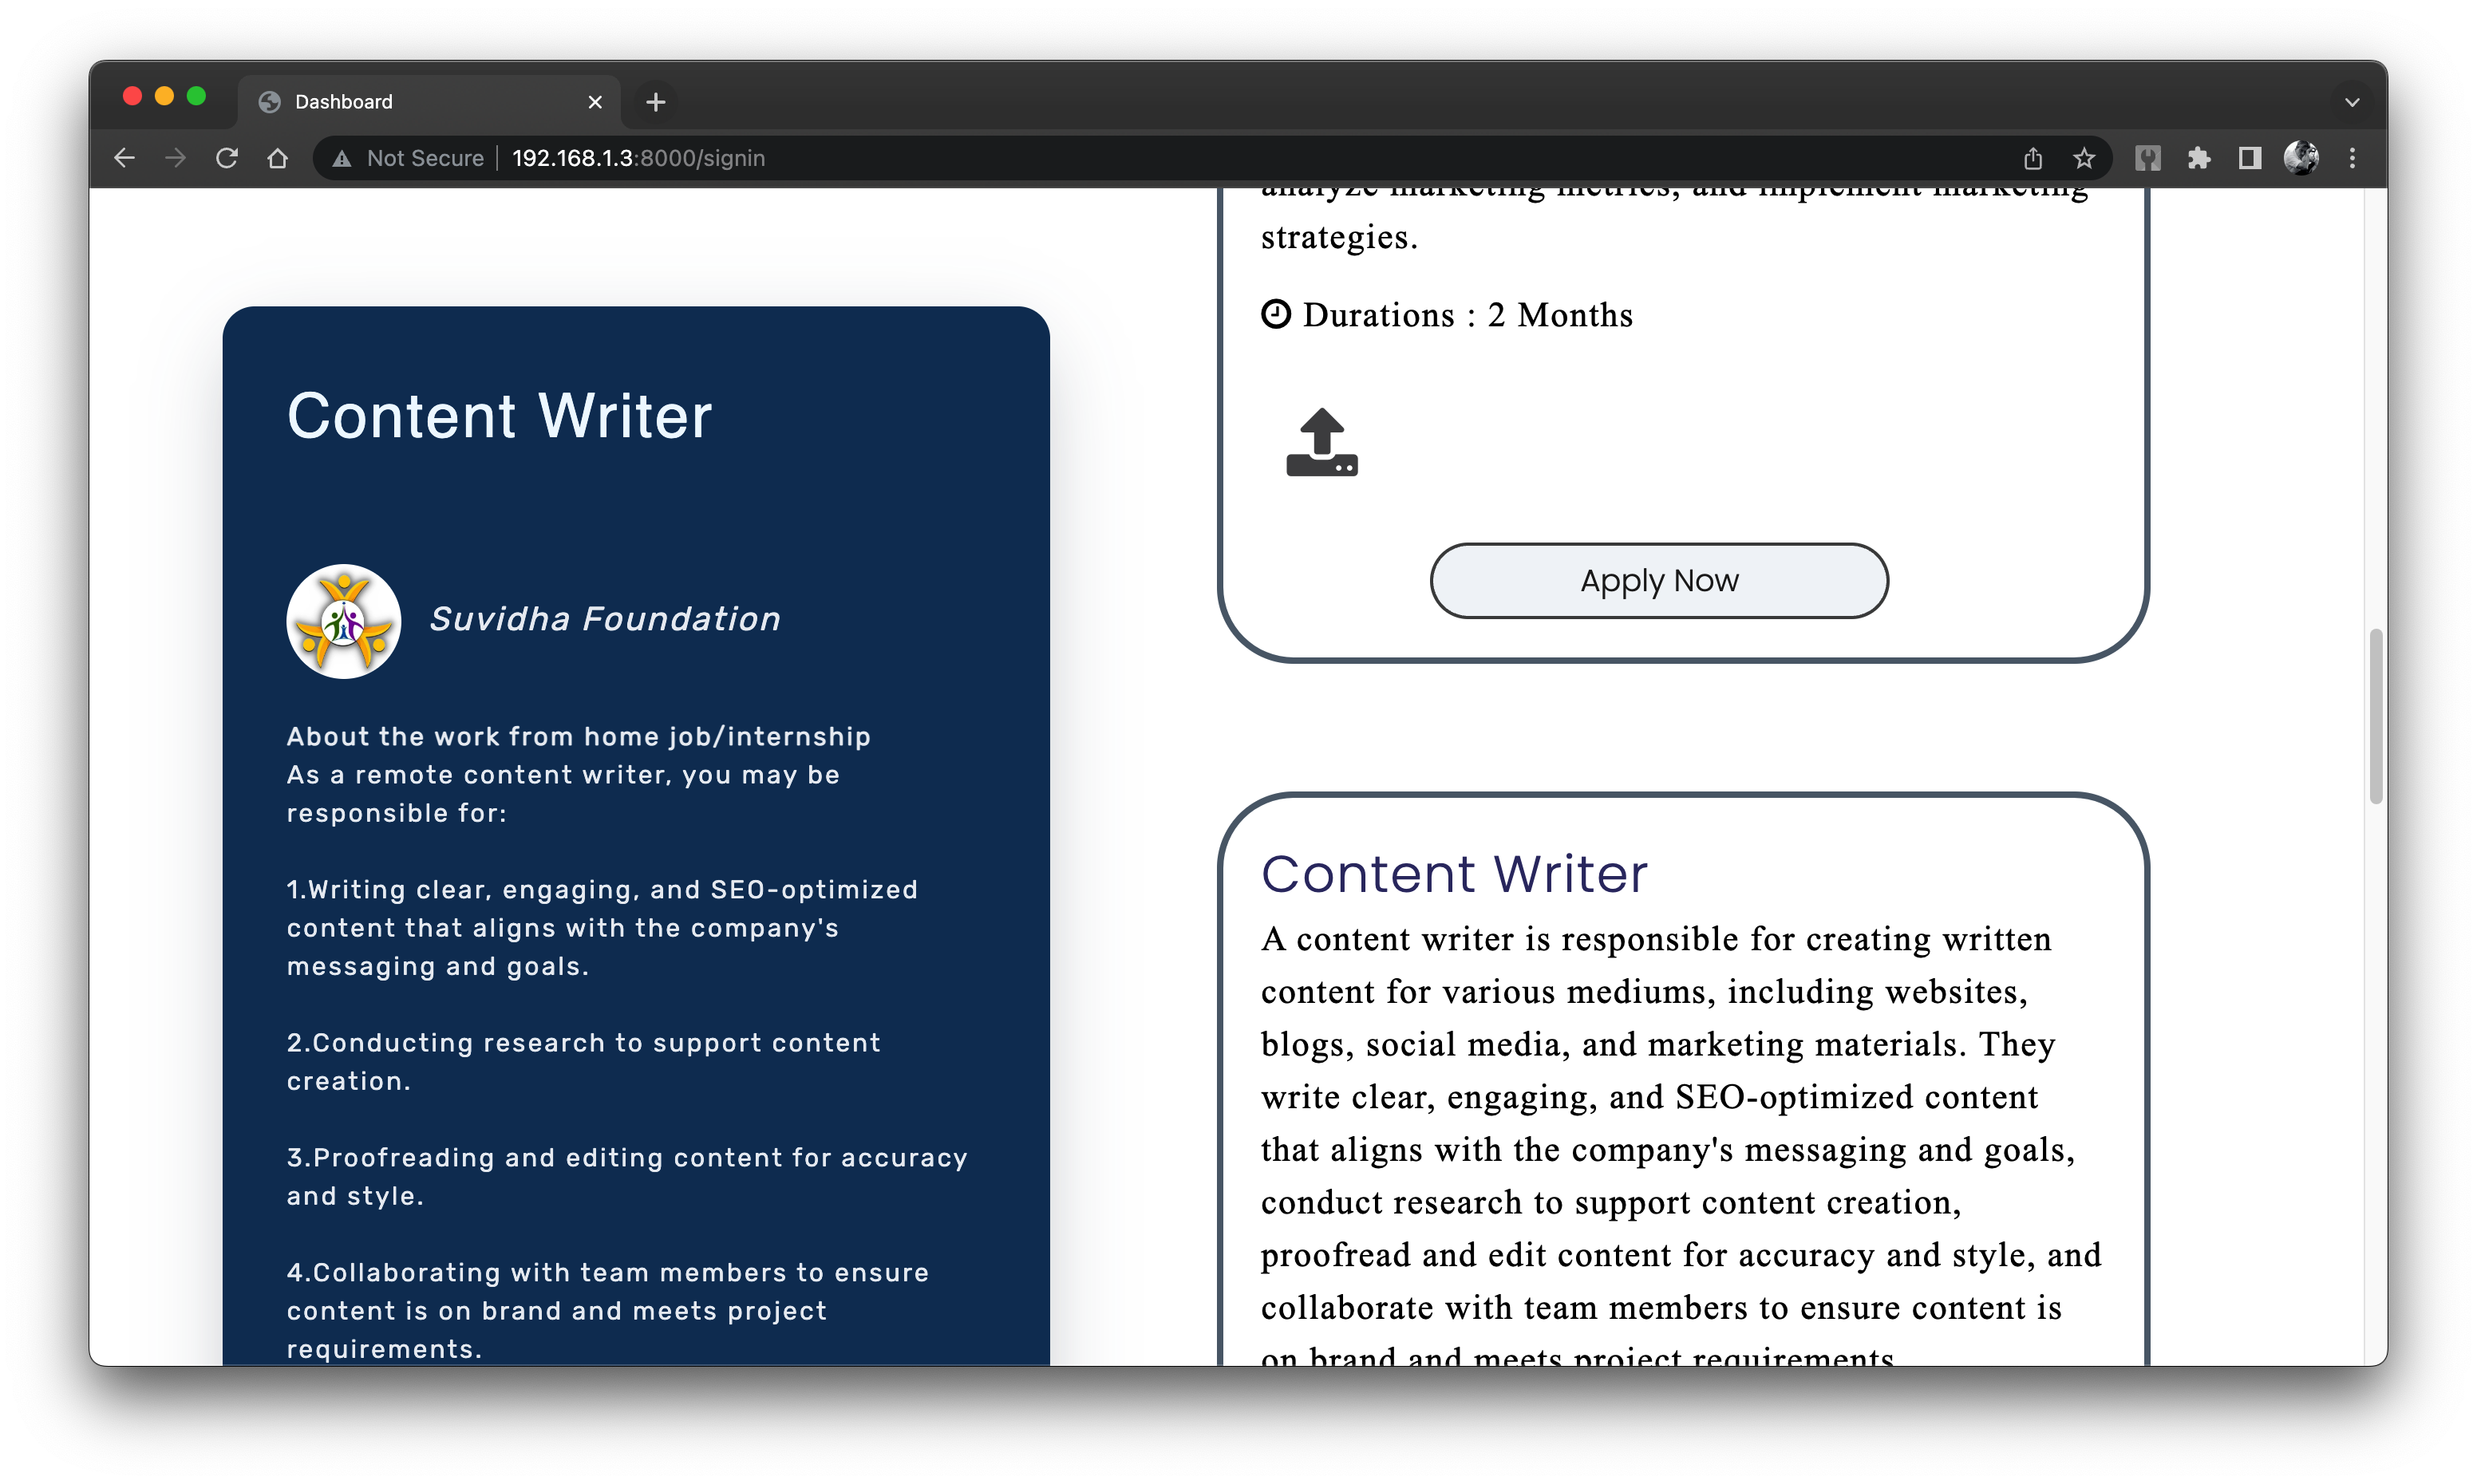 Dashboard
Not Secure
192.168.1.3:8000/signin
Content Writer
Suvidha Foundation
About the work from home job/internship
As a remote content writer, you may be
responsible for:
1.Writing clear, engaging, and SEO-optimized
content that aligns with the company's
messaging and goals.
2.Conducting research to support content
creation.
3.Proofreading and editing content for accuracy
and style.
4.Collaborating with team members to ensure
content is on brand and meets project
requirements.
analyze marketing metrics, and implement marketing
strategies.
Durations : 2 Months
Apply Now
Content Writer
A content writer is responsible for creating written
content for various mediums, including websites,
blogs, social media, and marketing materials. They
write clear, engaging, and SEO-optimized content
that aligns with the company's messaging and goals,
conduct research to support content creation,
proofread and edit content for accuracy and style, and
collaborate with team members to ensure content is
on brand and meets project requirements